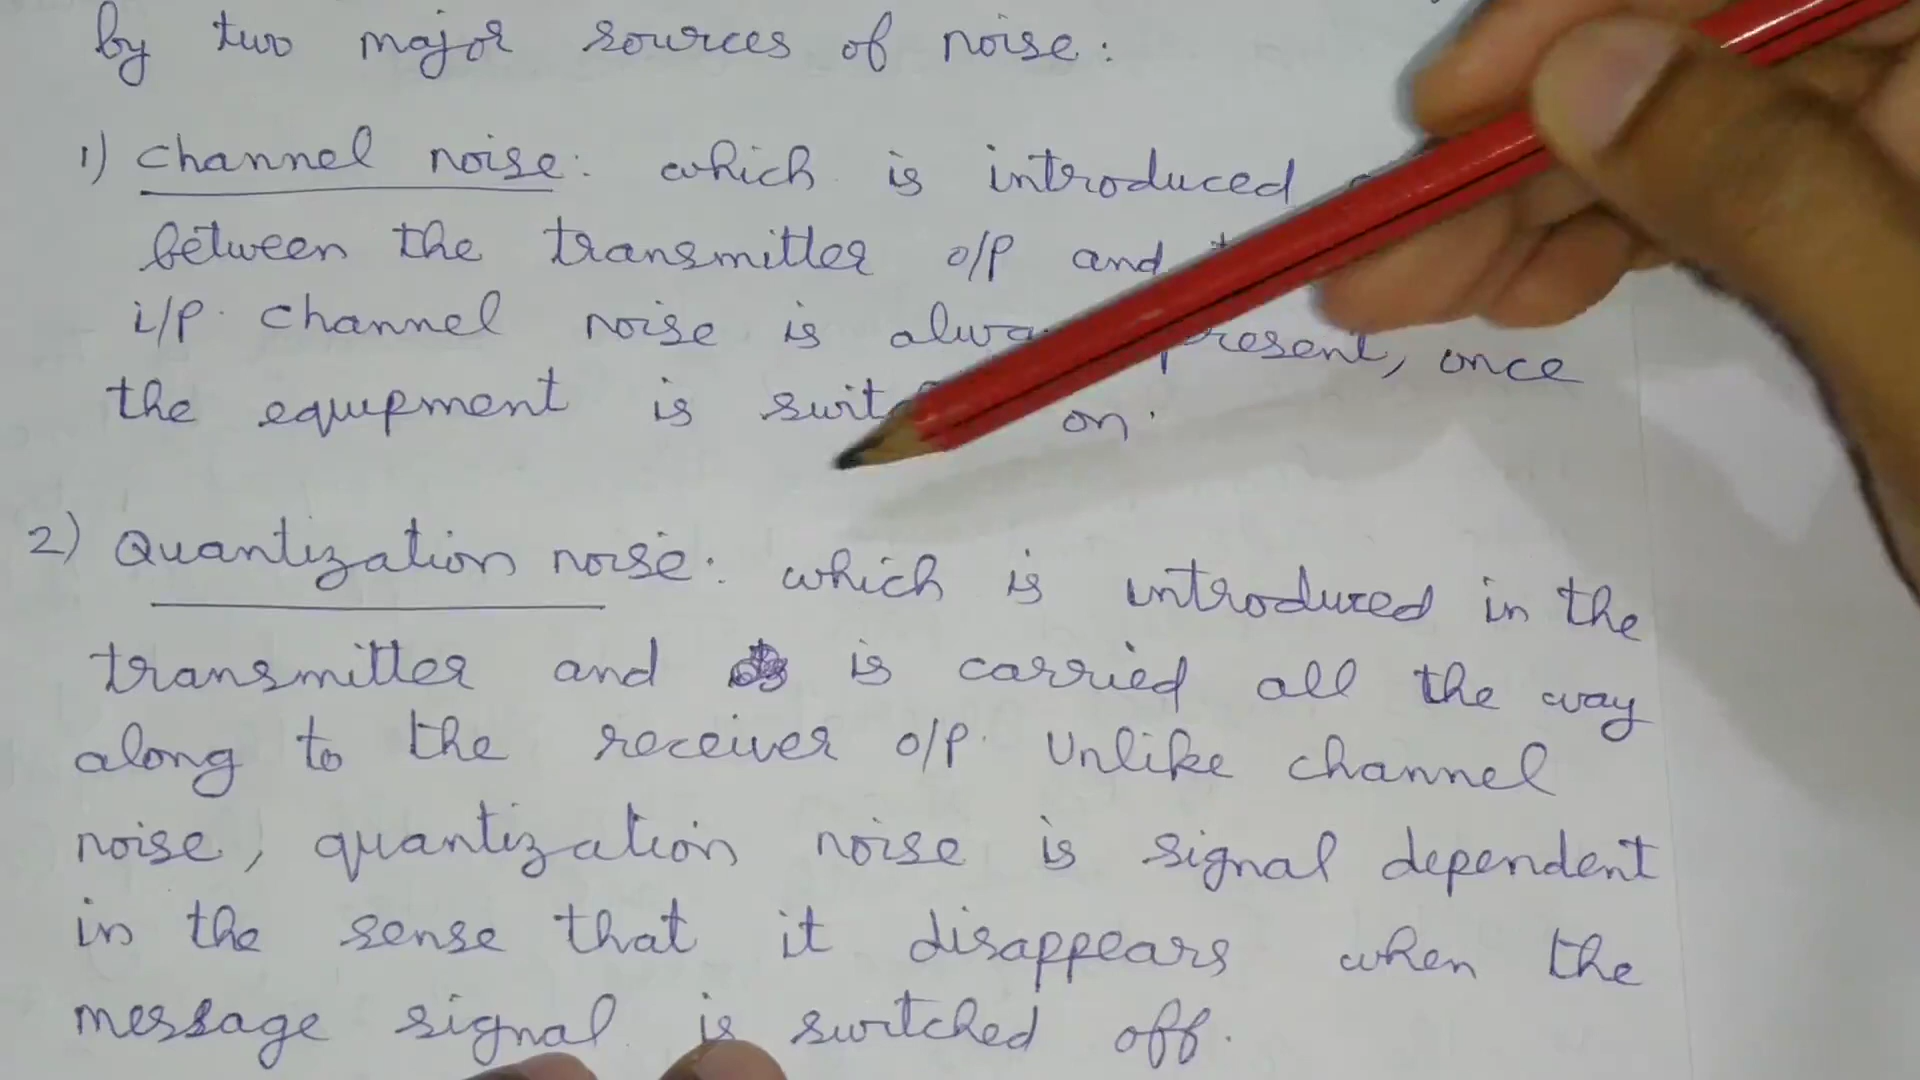 by two major sources of noise:
1) Channel noise: which is introduced
between the transmitter o/p and
i/p. Channel noise is present, once
the equipment is on.
2) Quantization noise: which is introduced in the
transmitter and is carried all the way
along to the receiver o/p. Unlike channel
noise, quantization noise is signal dependent
in the sense that it disappears when the
message signal is switched off.